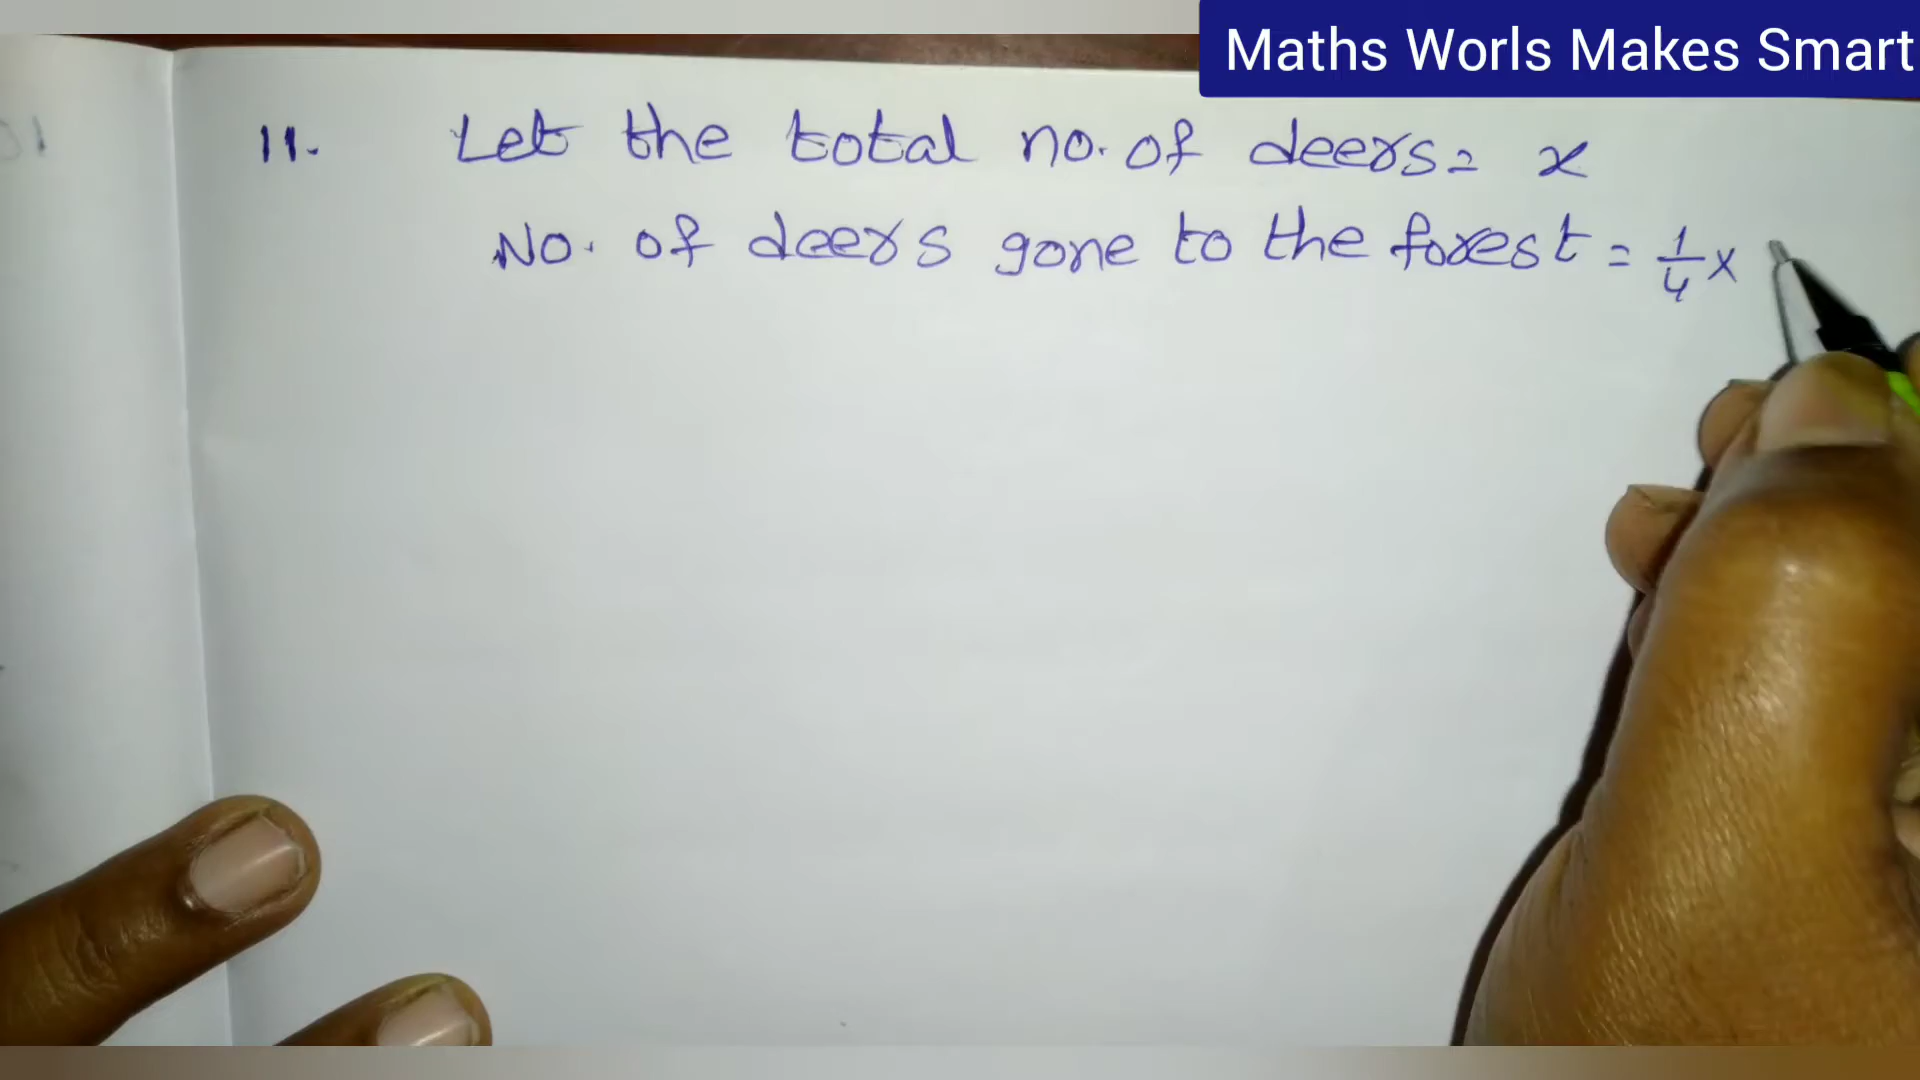 Maths Worls Makes Smart
11. Let the total no. of deers = x
No. of deers gone to the forest = 1/4 x